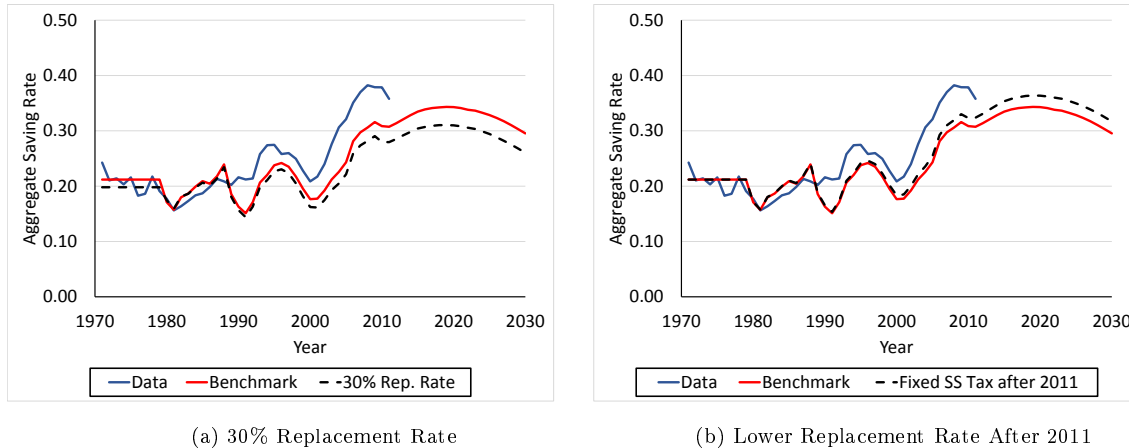 0.50
0.40
0.30
0.20
0.10
0.00
Aggregate Saving Rate
1970 1980 1990 2000 2010 2020 2030
Year
Data Benchmark 30% Rep. Rate
(a) 30% Replacement Rate
0.50
0.40
0.30
0.20
0.10
0.00
Aggregate Saving Rate
1970 1980 1990 2000 2010 2020 2030
Year
Data Benchmark Fixed SS Tax after 2011
(b) Lower Replacement Rate After 2011